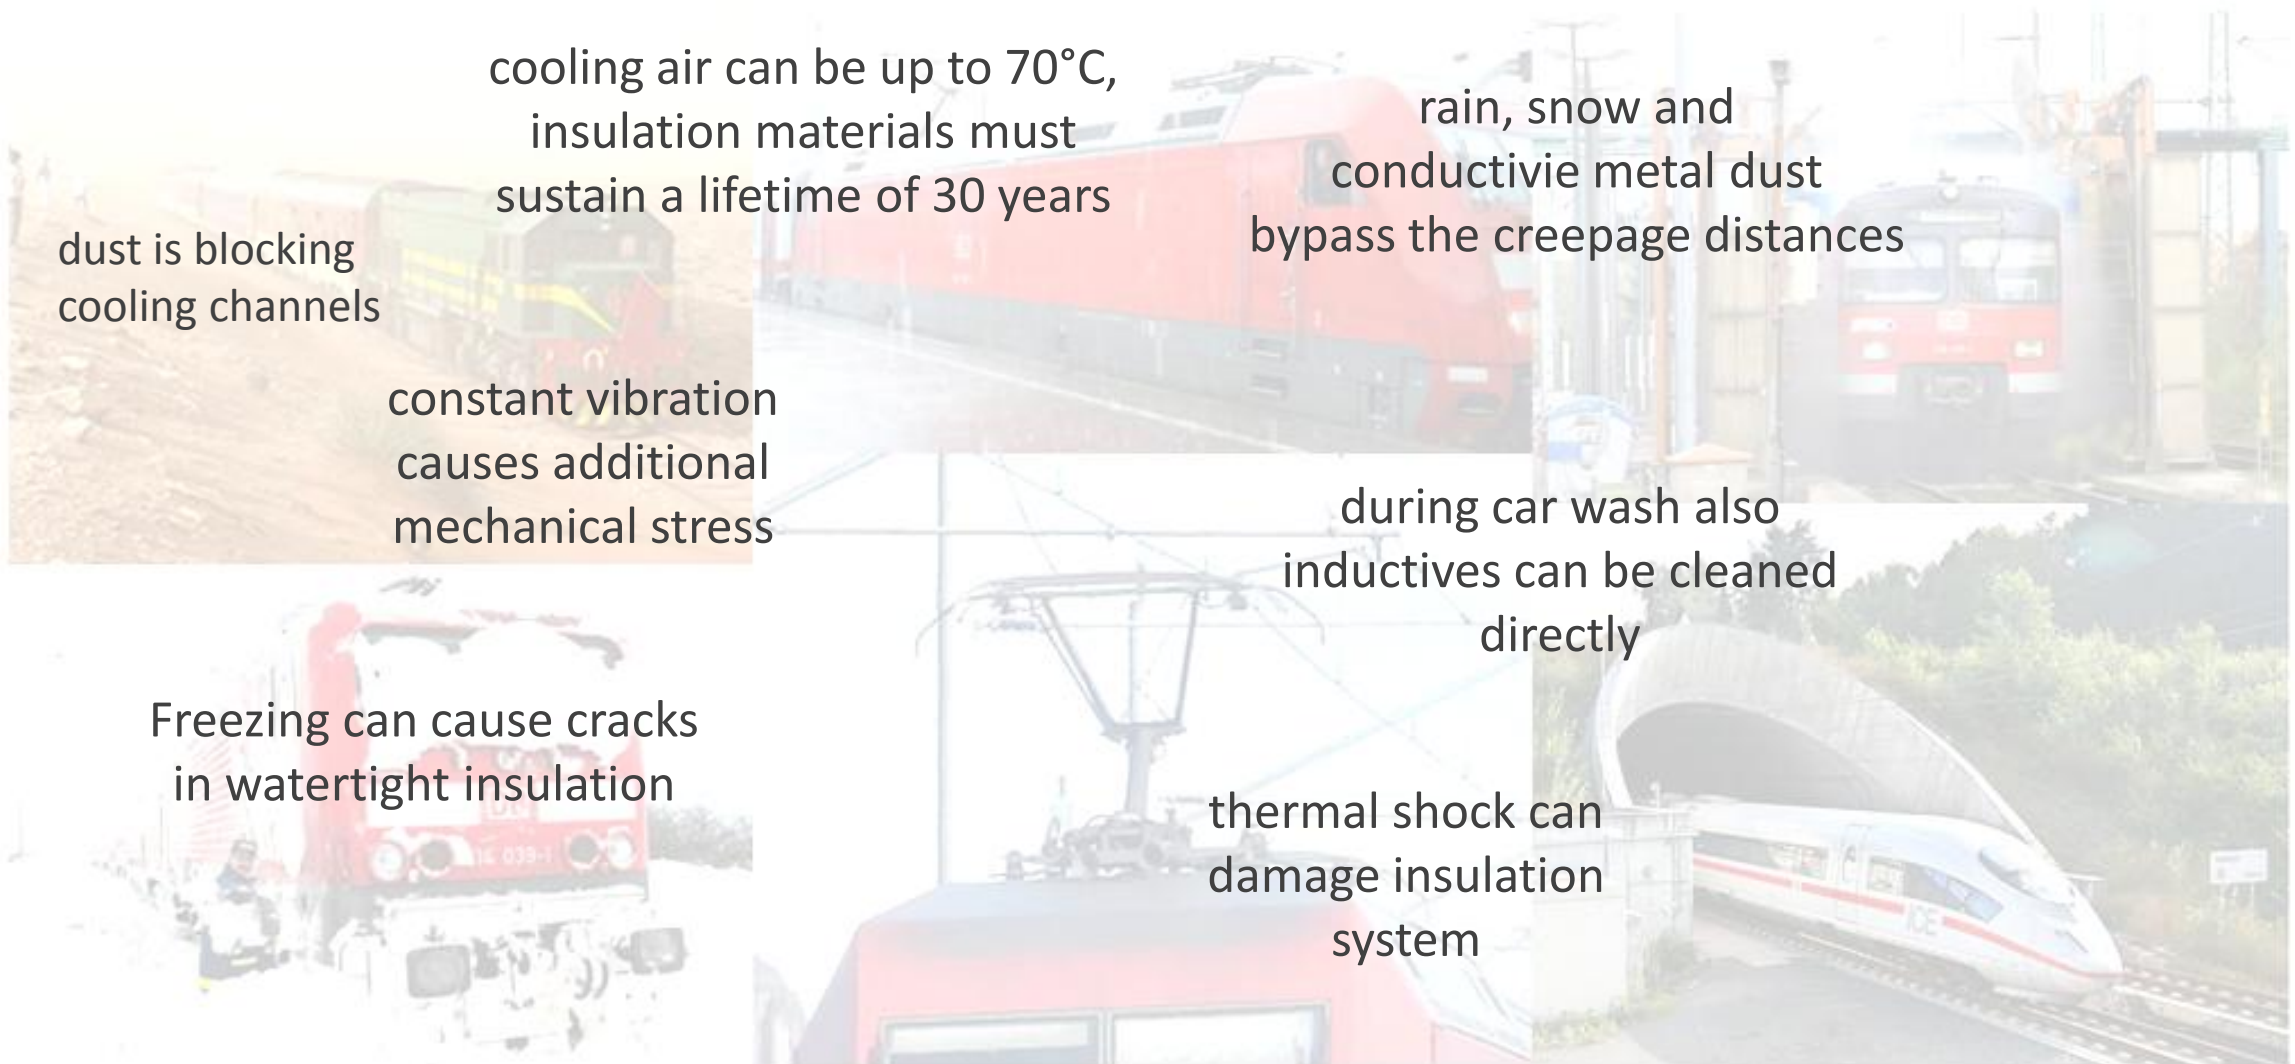 cooling air can be up to 70°C,
insulation materials must
sustain a lifetime of 30 years
rain, snow and
conductivie metal dust
bypass the creepage distances
dust is blocking
cooling channels
constant vibration
causes additional
mechanical stress
during car wash also
inductives can be cleaned
directly
Freezing can cause cracks
in watertight insulation
thermal shock can
damage insulation
system
ICE